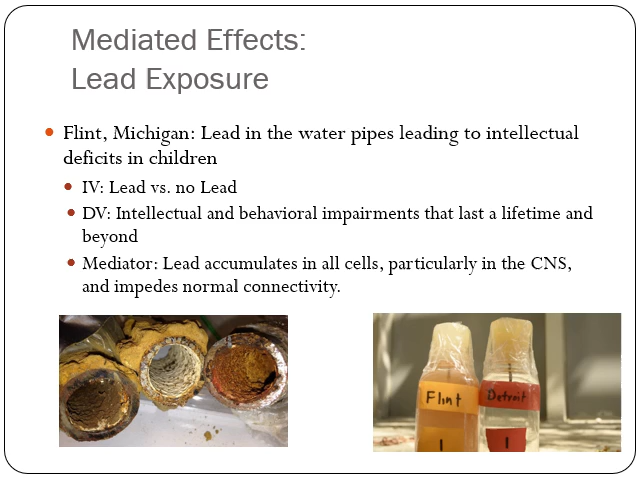 Mediated Effects:
Lead Exposure
Flint, Michigan: Lead in the water pipes leading to intellectual
deficits in children
IV: Lead vs. no Lead
DV: Intellectual and behavioral impairments that last a lifetime and
beyond
Mediator: Lead accumulates in all cells, particularly in the CNS,
and impedes normal connectivity.
Flint
Detroit
1
1